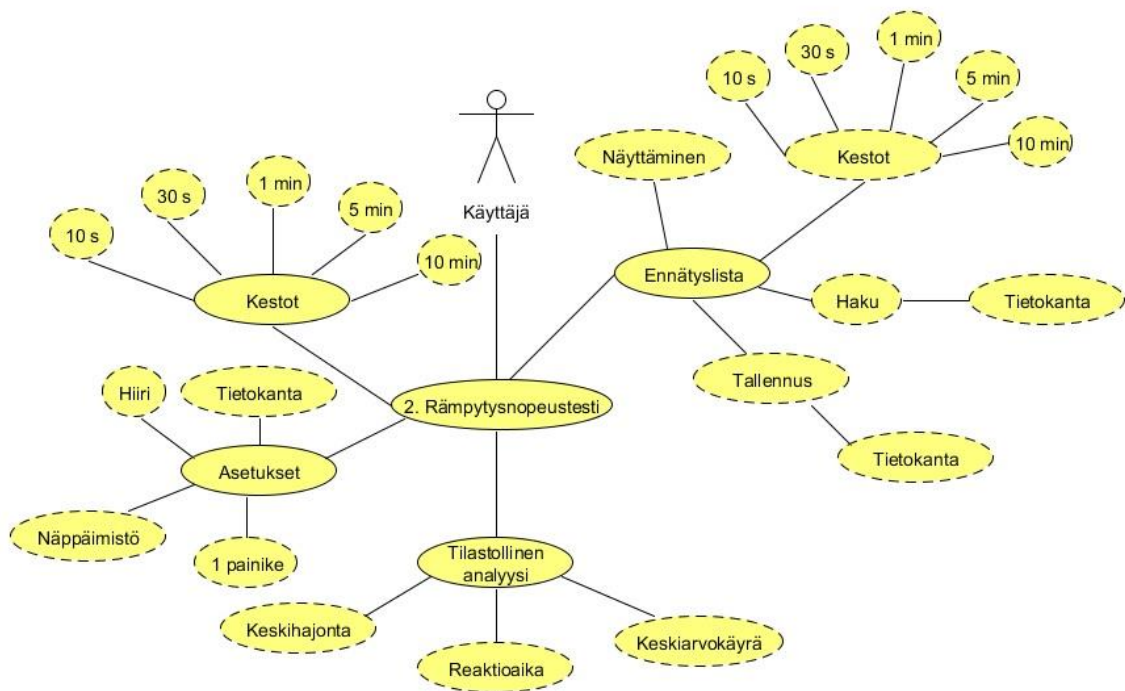 1 min
30 s
10 s
5 min
Kestot
10 min
Näyttäminen
Käyttäjä
1 min
30 s
5 min
10 s
10 min
Kestot
Ennätyslista
Haku
Tietokanta
Tallennus
Tietokanta
2. Rämpytysnopeustesti
Hiiri
Tietokanta
Asetukset
Näppäimistö
1 painike
Tilastollinen
analyysi
Keskihajonta
Reaktioaika
Keskiarvokäyrä